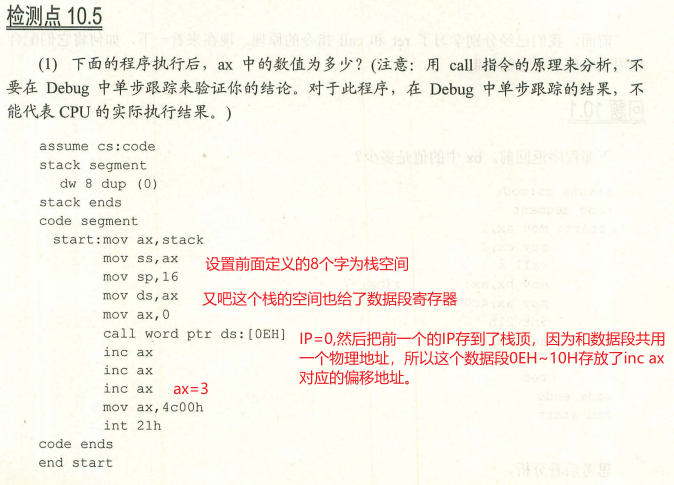 检测点 10.5
(1) 下面的程序执行后，ax 中的数值为多少？(注意：用 call 指令的原理来分析，不
要在 Debug 中单步跟踪来验证你的结论。对于此程序，在 Debug 中单步跟踪的结果，不
能代表 CPU 的实际执行结果。)
assume cs:code
stack segment
dw 8 dup (0)
stack ends
code segment
start:mov ax,stack
mov ss,ax 设置前面定义的8个字为栈空间
mov sp,16
mov ds,ax 又吧这个栈的空间也给了数据段寄存器
mov ax,0
call word ptr ds:[0EH] IP=0,然后把前一个的IP存到了栈顶，因为和数据段共用
inc ax 一个物理地址，所以这个数据段0EH~10H存放了inc ax
inc ax 对应的偏移地址。
inc ax ax=3
mov ax,4c00h
int 21h
code ends
end start